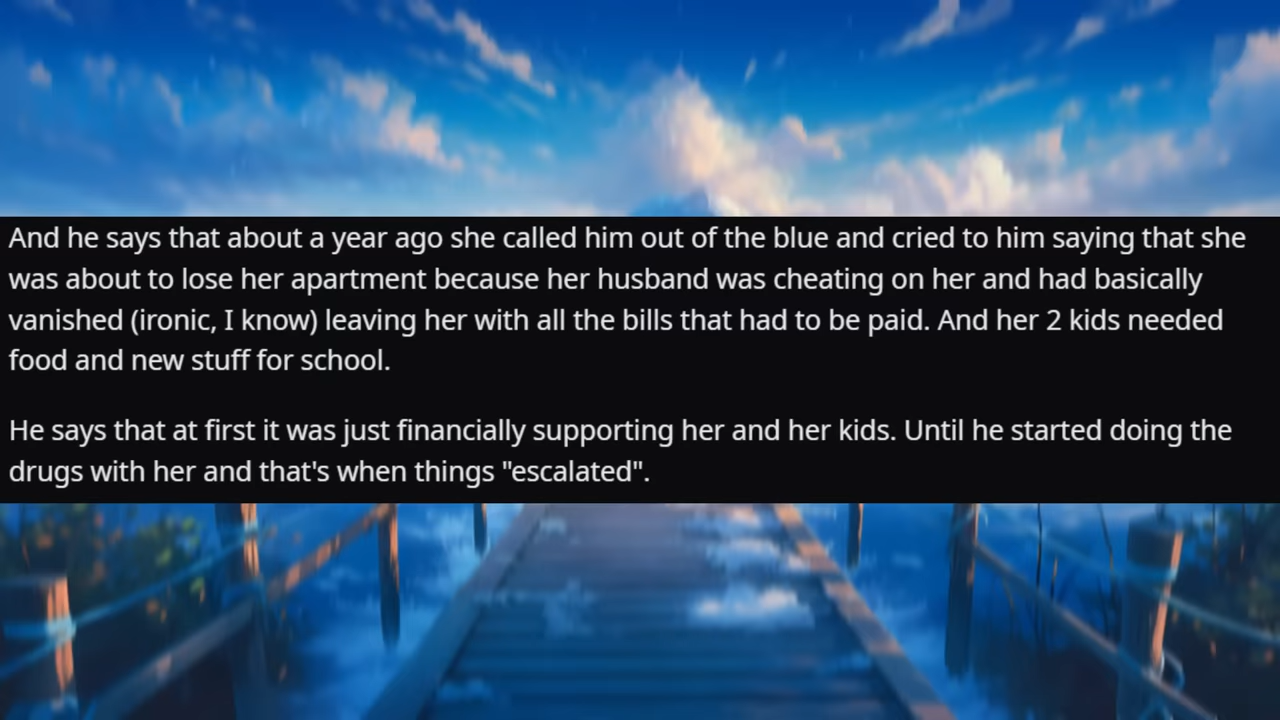 And he says that about a year ago she called him out of the blue and cried to him saying that she
was about to lose her apartment because her husband was cheating on her and had basically
vanished (ironic, I know) leaving her with all the bills that had to be paid. And her 2 kids needed
food and new stuff for school.
He says that at first it was just financially supporting her and her kids. Until he started doing the
drugs with her and that's when things "escalated".